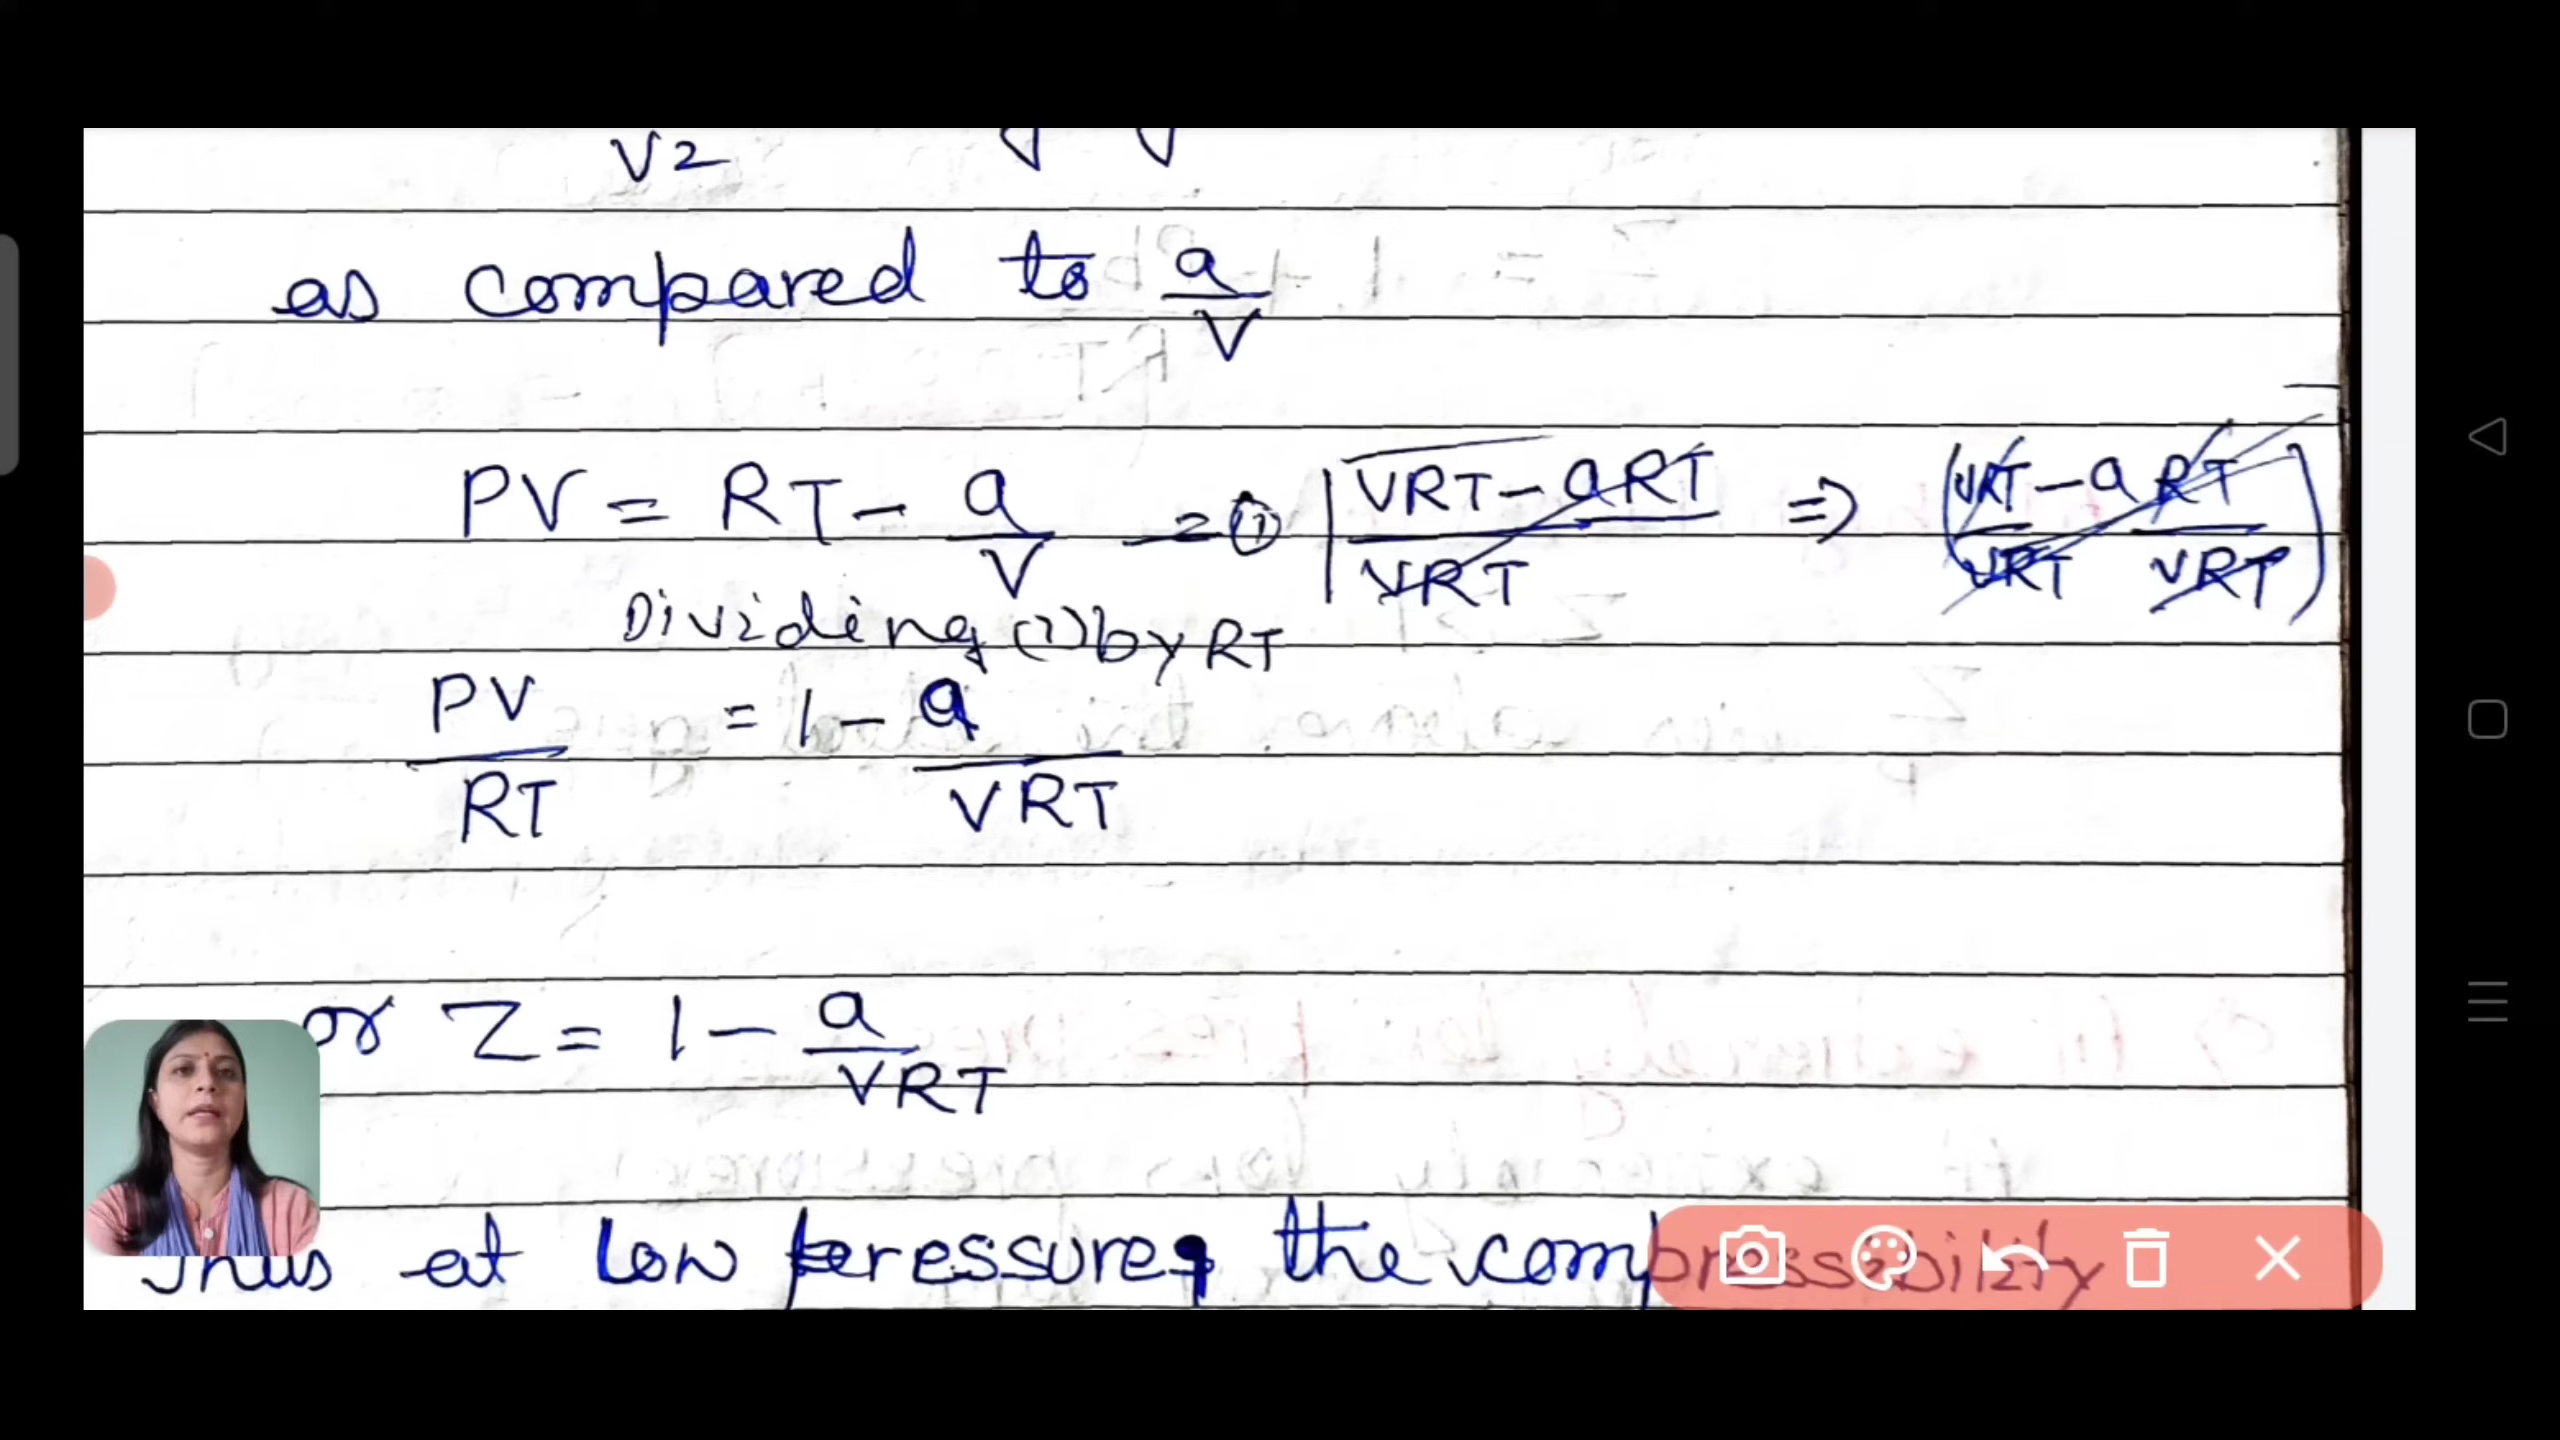 V2 V V
as compared to a/V
PV = RT - a/V —① | VRT - aRT / VRT ⇒ (VRT/VRT - aRT/VRT)
Dividing (1) by RT
PV/RT = 1 - a/VRT
or Z = 1 - a/VRT
Thus at low pressures the compressibility